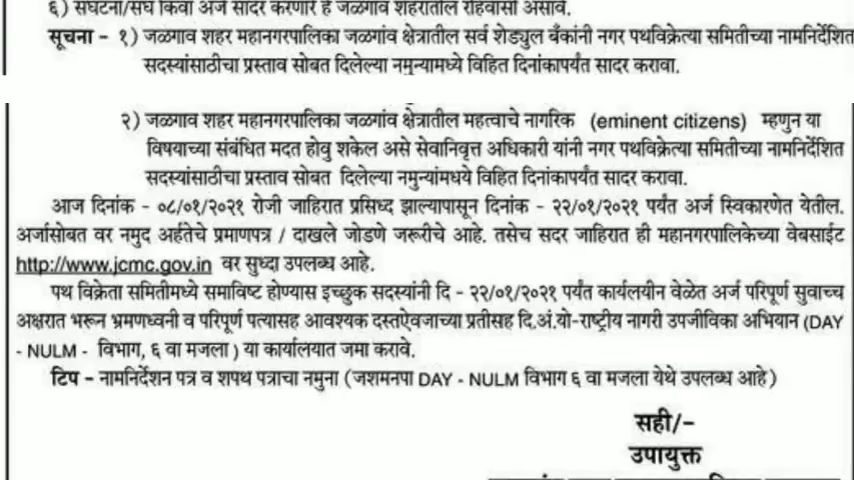 ६) संघटना/संघ किंवा अर्ज सादर करणार हे जळगाव शहरातील रहिवासी असावे.
सूचना - १) जळगाव शहर महानगरपालिका जळगांव क्षेत्रातील सर्व शेड्युल बँकांनी नगर पथविक्रेत्या समितीच्या नामनिर्देशित
सदस्यांसाठीचा प्रस्ताव सोबत दिलेल्या नमुन्यामध्ये विहित दिनांकापर्यंत सादर करावा.
२) जळगाव शहर महानगरपालिका जळगांव क्षेत्रातील महत्वाचे नागरिक (eminent citizens) म्हणुन या
विषयाच्या संबंधित मदत होवु शकेल असे सेवानिवृत्त अधिकारी यांनी नगर पथविक्रेत्या समितीच्या नामनिर्देशित
सदस्यांसाठीचा प्रस्ताव सोबत दिलेल्या नमुन्यांमधये विहित दिनांकापर्यंत सादर करावा.
आज दिनांक - ०८/०१/२०२१ रोजी जाहिरात प्रसिध्द झाल्यापासून दिनांक - २२/०१/२०२१ पर्यंत अर्ज स्विकारणेत येतील.
अर्जासोबत वर नमुद अर्हतेचे प्रमाणपत्र / दाखले जोडणे जरूरीचे आहे. तसेच सदर जाहिरात ही महानगरपालिकेच्या वेबसाईट
http://www.jcmc.gov.in वर सुध्दा उपलब्ध आहे.
पथ विक्रेता समितीमध्ये समाविष्ट होण्यास इच्छुक सदस्यांनी दि - २२/०१/२०२१ पर्यंत कार्यलयीन वेळेत अर्ज परिपूर्ण सुवाच्च
अक्षरात भरून भ्रमणध्वनी व परिपूर्ण पत्यासह आवश्यक दस्तऐवजाच्या प्रतीसह दि.अं.यो-राष्ट्रीय नागरी उपजीविका अभियान (DAY
- NULM - विभाग, ६ वा मजला ) या कार्यालयात जमा करावे.
टिप - नामनिर्देशन पत्र व शपथ पत्राचा नमुना (जशमनपा DAY - NULM विभाग ६ वा मजला येथे उपलब्ध आहे)
सही/-
उपायुक्त